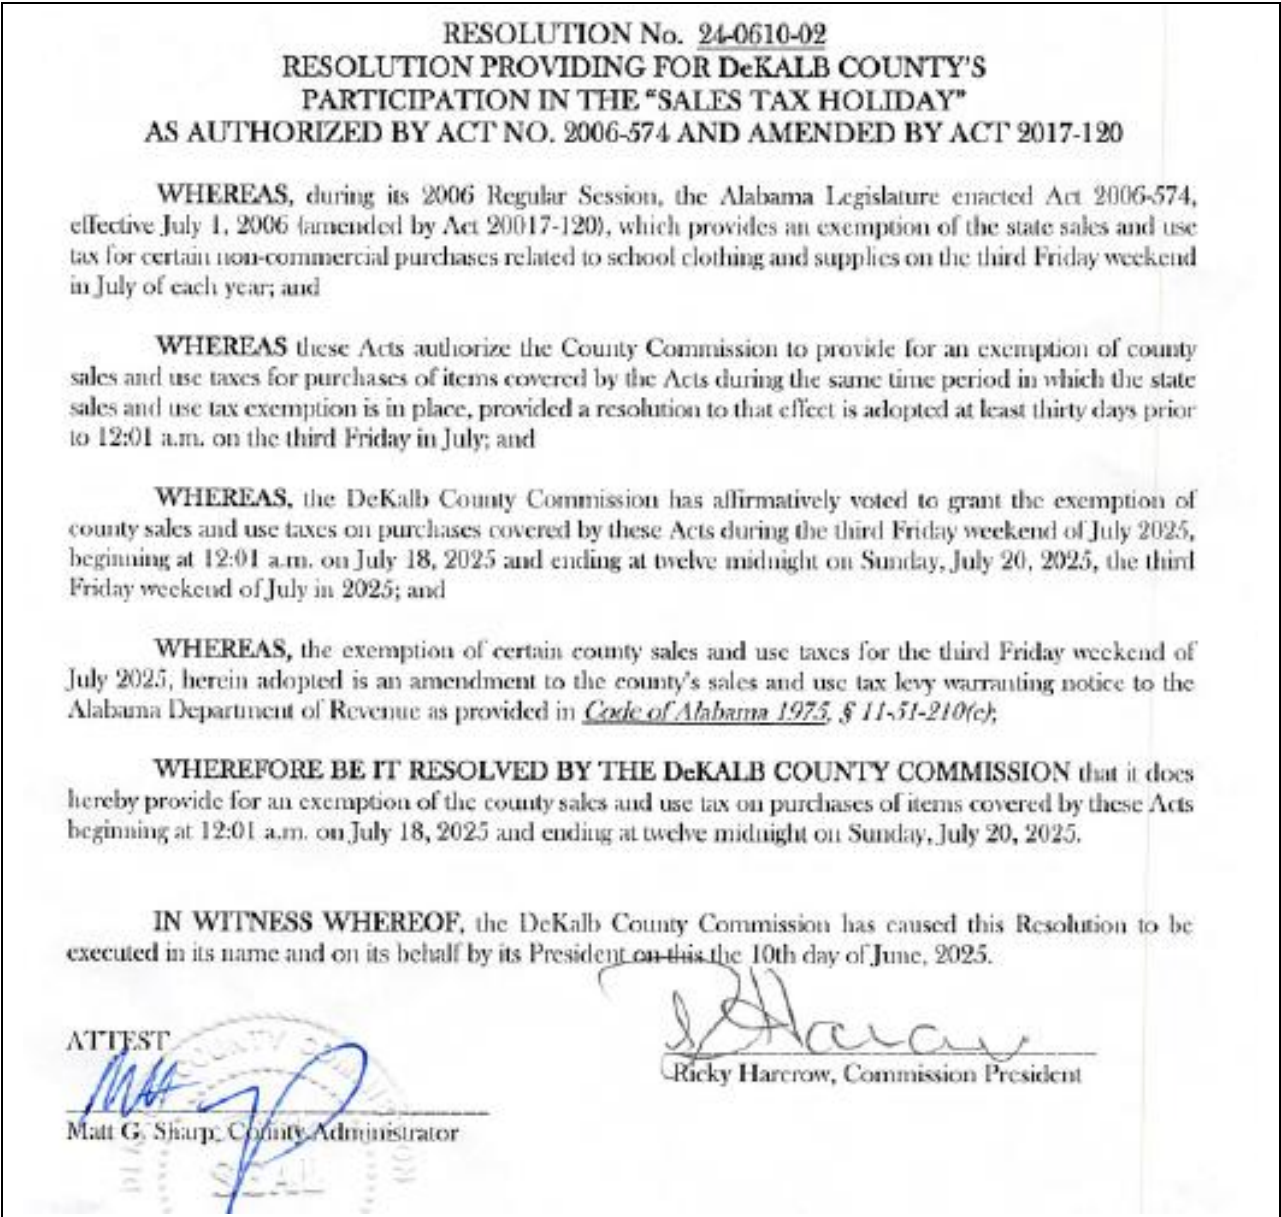 RESOLUTION No. 24-0610-02
RESOLUTION PROVIDING FOR DeKALB COUNTY'S
PARTICIPATION IN THE "SALES TAX HOLIDAY"
AS AUTHORIZED BY ACT NO. 2006-574 AND AMENDED BY ACT 2017-120
WHEREAS, during its 2006 Regular Session, the Alabama Legislature enacted Act 2006-574,
effective July 1, 2006 (amended by Act 20017-120), which provides an exemption of the state sales and use
tax for certain non-commercial purchases related to school clothing and supplies on the third Friday weekend
in July of each year; and
WHEREAS these Acts authorize the County Commission to provide for an exemption of county
sales and use taxes for purchases of items covered by the Acts during the same time period in which the state
sales and use tax exemption is in place, provided a resolution to that effect is adopted at least thirty days prior
to 12:01 a.m. on the third Friday in July; and
WHEREAS, the DeKalb County Commission has affirmatively voted to grant the exemption of
county sales and use taxes on purchases covered by these Acts during the third Friday weekend of July 2025,
beginning at 12:01 a.m. on July 18, 2025 and ending at twelve midnight on Sunday, July 20, 2025, the third
Friday weekend of July in 2025; and
WHEREAS, the exemption of certain county sales and use taxes for the third Friday weekend of
July 2025, herein adopted is an amendment to the county's sales and use tax levy warranting notice to the
Alabama Department of Revenue as provided in Code of Alabama 1975, § 11-51-210(c);
WHEREFORE BE IT RESOLVED BY THE DeKALB COUNTY COMMISSION that it does
hereby provide for an exemption of the county sales and use tax on purchases of items covered by these Acts
beginning at 12:01 a.m. on July 18, 2025 and ending at twelve midnight on Sunday, July 20, 2025.
IN WITNESS WHEREOF, the DeKalb County Commission has caused this Resolution to be
executed in its name and on its behalf by its President on this the 10th day of June, 2025.
ATTEST
Ricky Harcrow, Commission President
Matt G. Sharp, County Administrator
SEAL